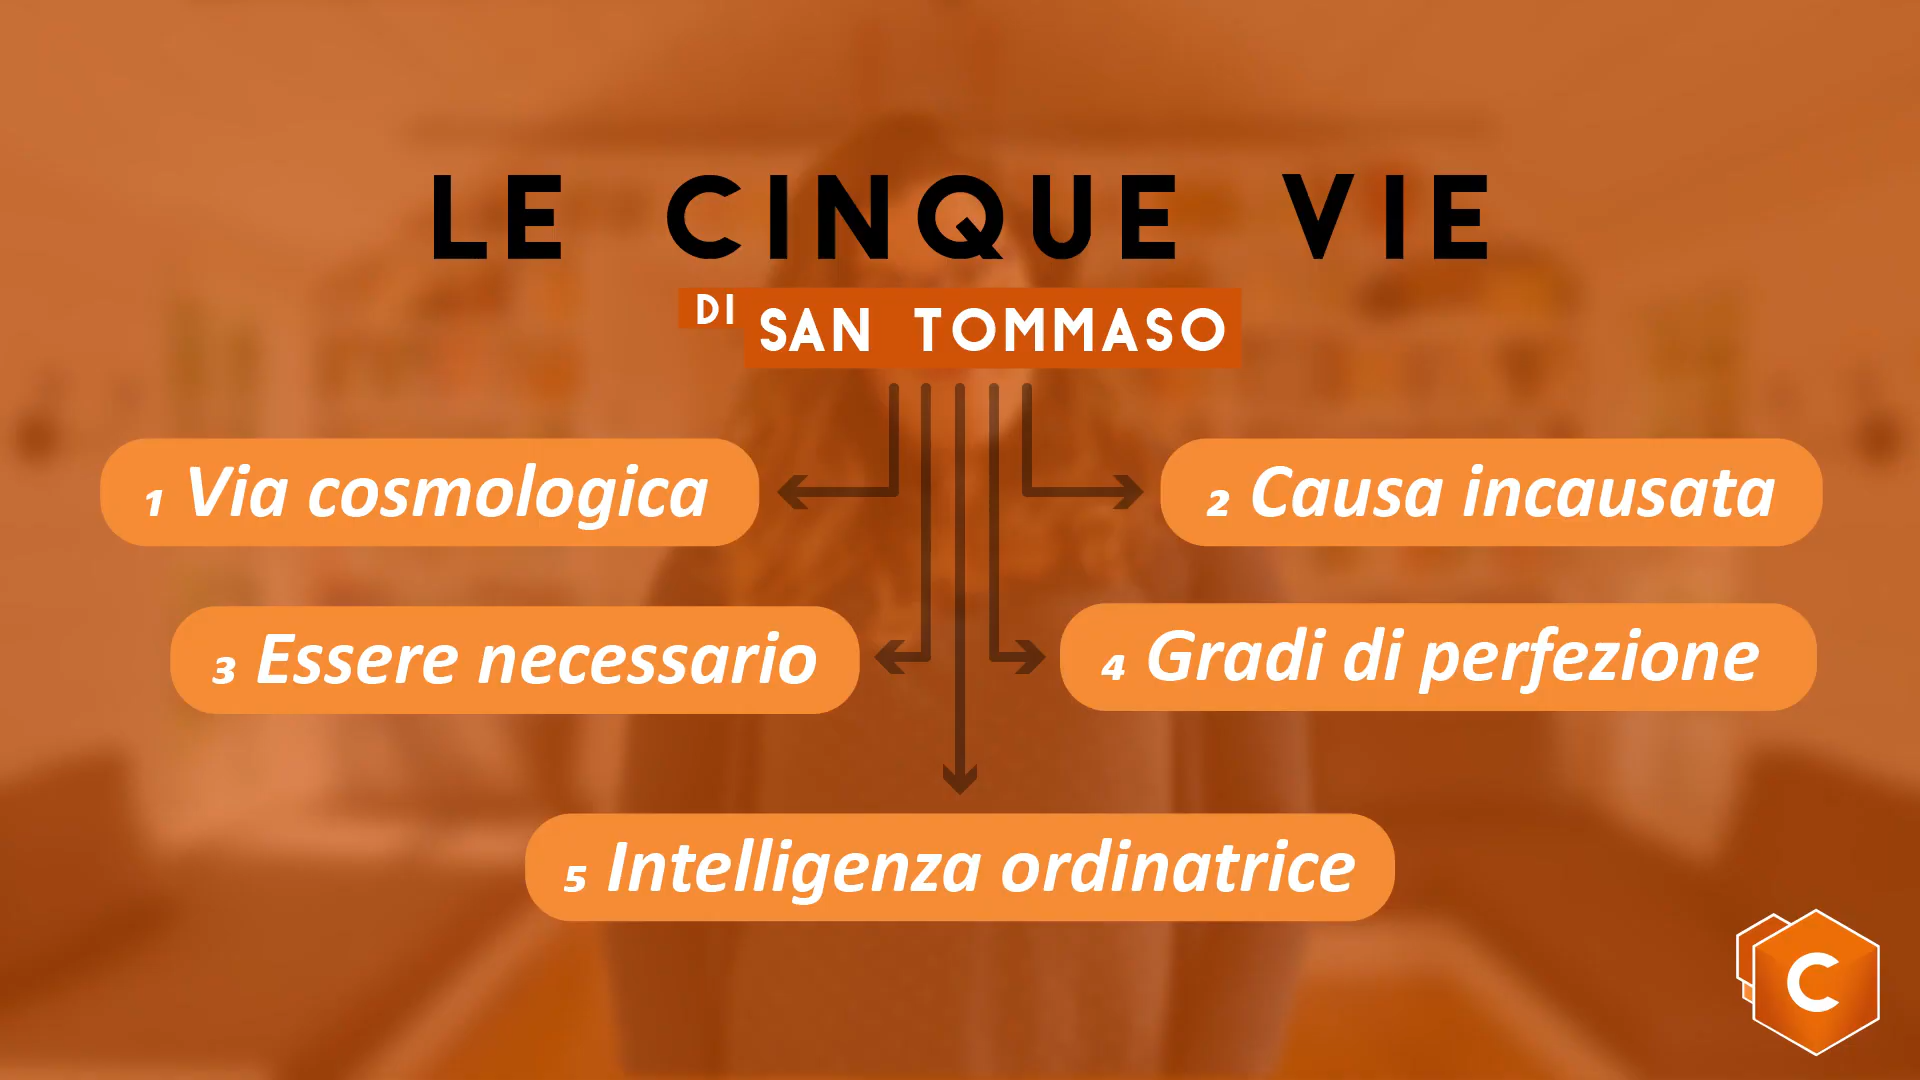 LE CINQUE VIE
DI SAN TOMMASO
1 Via cosmologica
2 Causa incausata
3 Essere necessario
4 Gradi di perfezione
5 Intelligenza ordinatrice
C